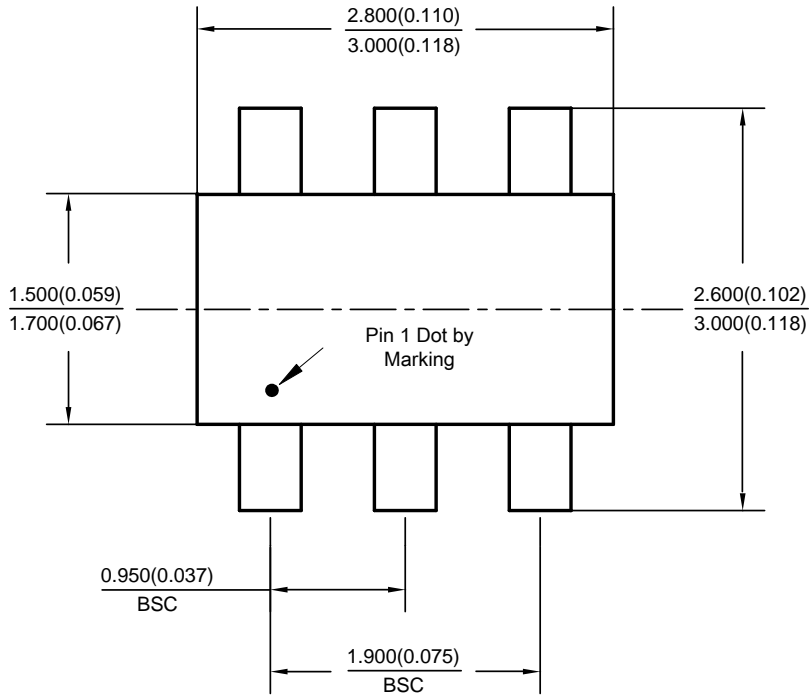 2.800(0.110)
3.000(0.118)
1.500(0.059)
1.700(0.067)
2.600(0.102)
3.000(0.118)
Pin 1 Dot by
Marking
0.950(0.037)
BSC
1.900(0.075)
BSC